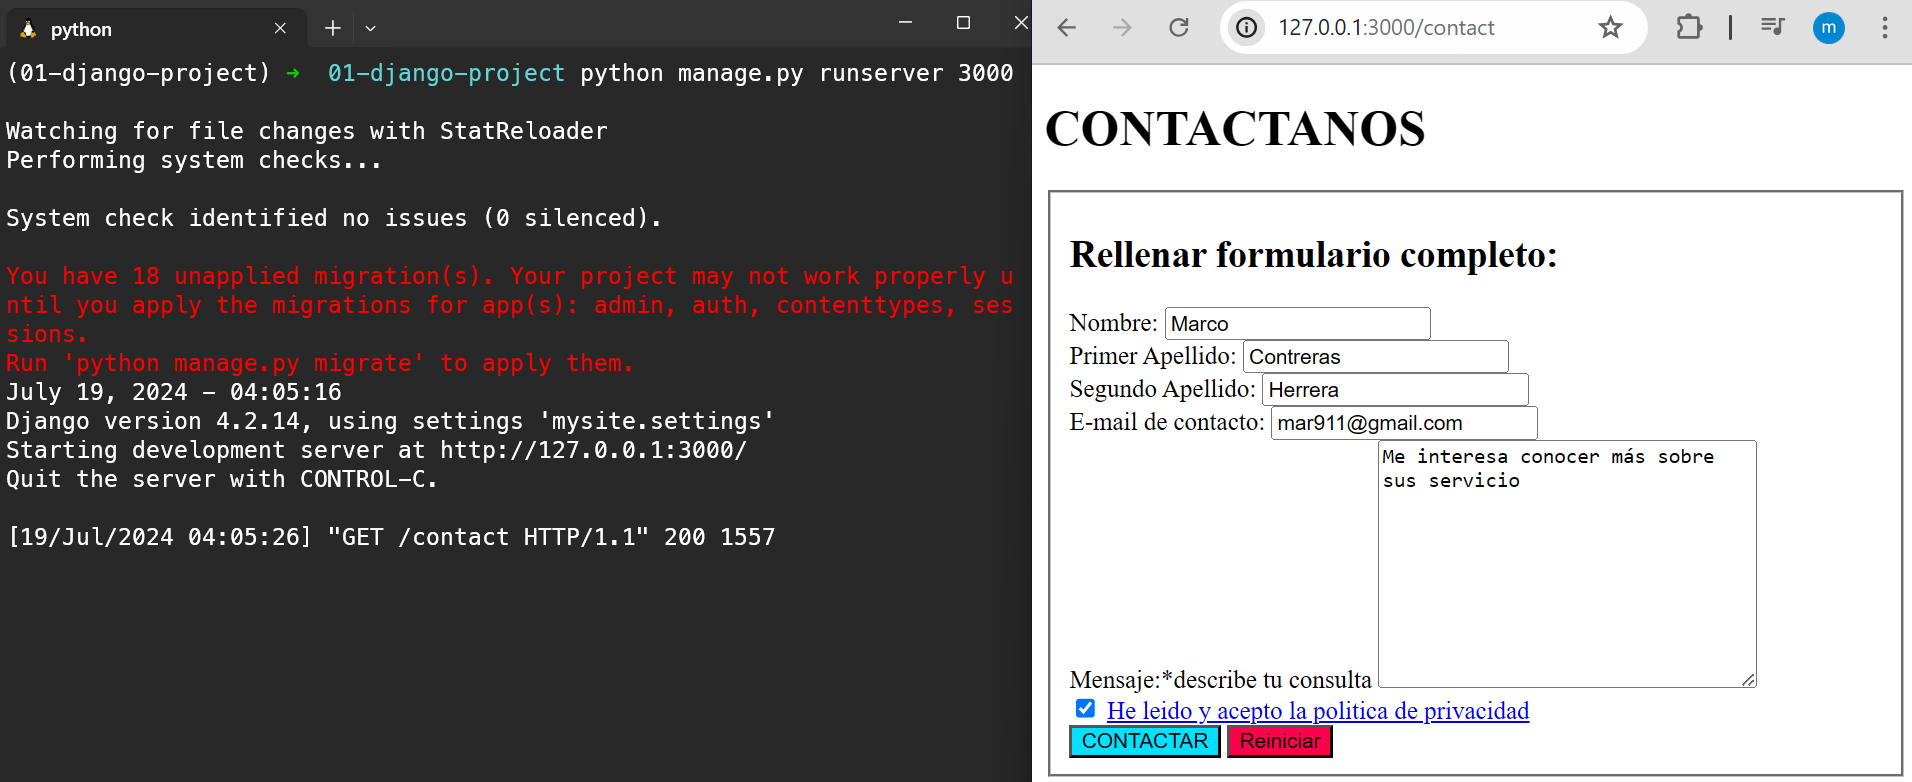 python
(01-django-project) → 01-django-project python manage.py runserver 3000
Watching for file changes with StatReloader
Performing system checks...
System check identified no issues (0 silenced).
You have 18 unapplied migration(s). Your project may not work properly u
ntil you apply the migrations for app(s): admin, auth, contenttypes, ses
sions.
Run 'python manage.py migrate' to apply them.
July 19, 2024 - 04:05:16
Django version 4.2.14, using settings 'mysite.settings'
Starting development server at http://127.0.0.1:3000/
Quit the server with CONTROL-C.
[19/Jul/2024 04:05:26] "GET /contact HTTP/1.1" 200 1557
127.0.0.1:3000/contact
m
CONTACTANOS
Rellenar formulario completo:
Nombre: Marco
Primer Apellido: Contreras
Segundo Apellido: Herrera
E-mail de contacto: mar911@gmail.com
Me interesa conocer más sobre
sus servicio
Mensaje:*describe tu consulta
He leido y acepto la politica de privacidad
CONTACTAR Reiniciar